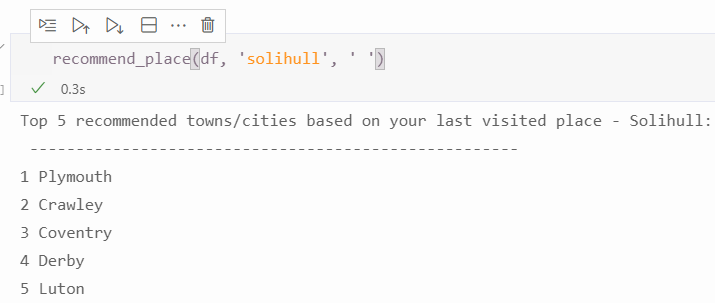 recommend_place(df, 'solihull', ' ')
0.3s
Top 5 recommended towns/cities based on your last visited place - Solihull:
-----------------------------------------------------
1 Plymouth
2 Crawley
3 Coventry
4 Derby
5 Luton